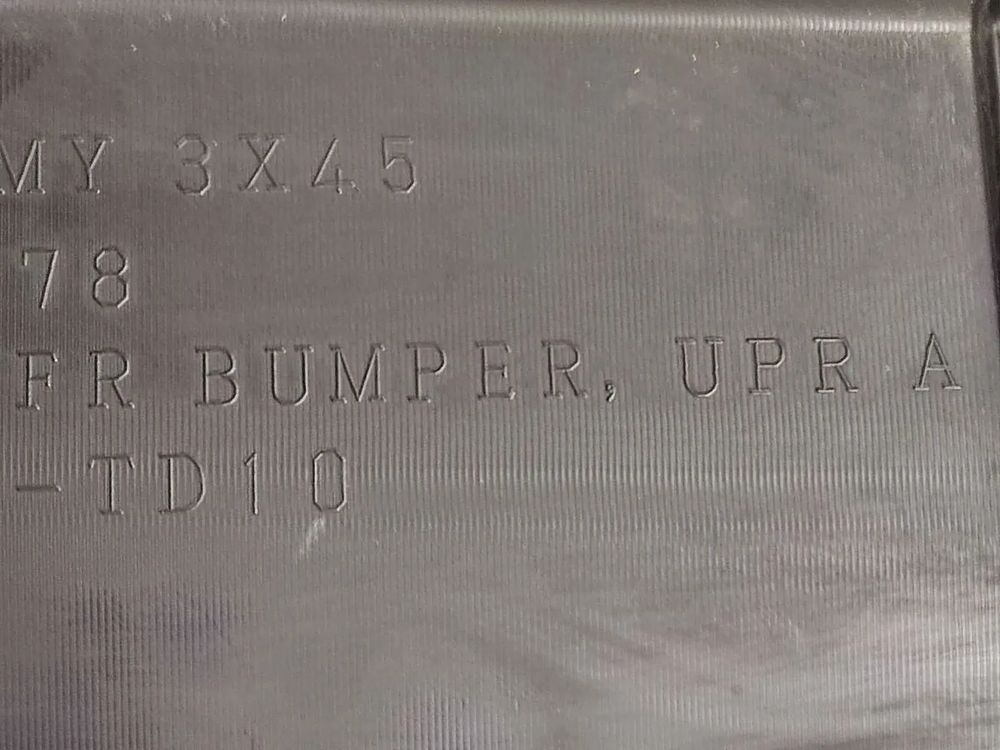 MY 3X45
78
FR BUMPER, UPR A
-TD10